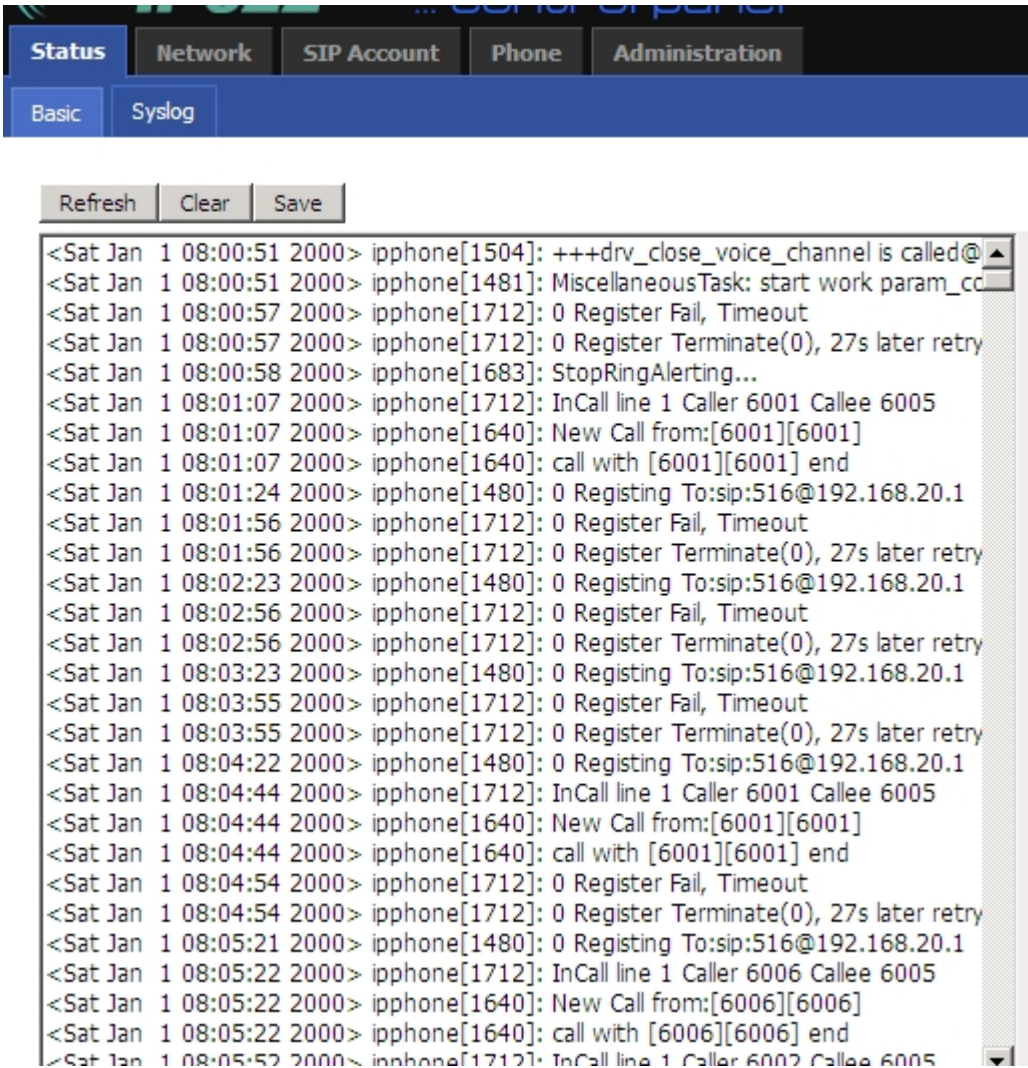 Status Network SIP Account Phone Administration
Basic Syslog
Refresh Clear Save
<Sat Jan 1 08:00:51 2000> ipphone[1504]: +++drv_close_voice_channel is called@
<Sat Jan 1 08:00:51 2000> ipphone[1481]: MiscellaneousTask: start work
<Sat Jan 1 08:00:57 2000> ipphone[1712]: 0 Register Fail, Timeout
<Sat Jan 1 08:00:57 2000> ipphone[1712]: 0 Register Terminate(0), 27s later retry
<Sat Jan 1 08:00:58 2000> ipphone[1683]: StopRingAlerting...
<Sat Jan 1 08:01:07 2000> ipphone[1712]: InCall line 1 Caller 6001 Callee 6005
<Sat Jan 1 08:01:07 2000> ipphone[1640]: New Call from:[6001][6001]
<Sat Jan 1 08:01:07 2000> ipphone[1640]: call with [6001][6001] end
<Sat Jan 1 08:01:24 2000> ipphone[1480]: 0 Registing To:sip:516@192.168.20.1
<Sat Jan 1 08:01:56 2000> ipphone[1712]: 0 Register Fail, Timeout
<Sat Jan 1 08:01:56 2000> ipphone[1712]: 0 Register Terminate(0), 27s later retry
<Sat Jan 1 08:02:23 2000> ipphone[1480]: 0 Registing To:sip:516@192.168.20.1
<Sat Jan 1 08:02:56 2000> ipphone[1712]: 0 Register Fail, Timeout
<Sat Jan 1 08:02:56 2000> ipphone[1712]: 0 Register Terminate(0), 27s later retry
<Sat Jan 1 08:03:23 2000> ipphone[1480]: 0 Registing To:sip:516@192.168.20.1
<Sat Jan 1 08:03:55 2000> ipphone[1712]: 0 Register Fail, Timeout
<Sat Jan 1 08:03:55 2000> ipphone[1712]: 0 Register Terminate(0), 27s later retry
<Sat Jan 1 08:04:22 2000> ipphone[1480]: 0 Registing To:sip:516@192.168.20.1
<Sat Jan 1 08:04:44 2000> ipphone[1712]: InCall line 1 Caller 6001 Callee 6005
<Sat Jan 1 08:04:44 2000> ipphone[1640]: New Call from:[6001][6001]
<Sat Jan 1 08:04:44 2000> ipphone[1640]: call with [6001][6001] end
<Sat Jan 1 08:04:54 2000> ipphone[1712]: 0 Register Fail, Timeout
<Sat Jan 1 08:04:54 2000> ipphone[1712]: 0 Register Terminate(0), 27s later retry
<Sat Jan 1 08:05:21 2000> ipphone[1480]: 0 Registing To:sip:516@192.168.20.1
<Sat Jan 1 08:05:22 2000> ipphone[1712]: InCall line 1 Caller 6006 Callee 6005
<Sat Jan 1 08:05:22 2000> ipphone[1640]: New Call from:[6006][6006]
<Sat Jan 1 08:05:22 2000> ipphone[1640]: call with [6006][6006] end
<Sat Jan 1 08:05:52 2000> ipphone[1712]: InCall line 1 Caller 6002 Callee 6005